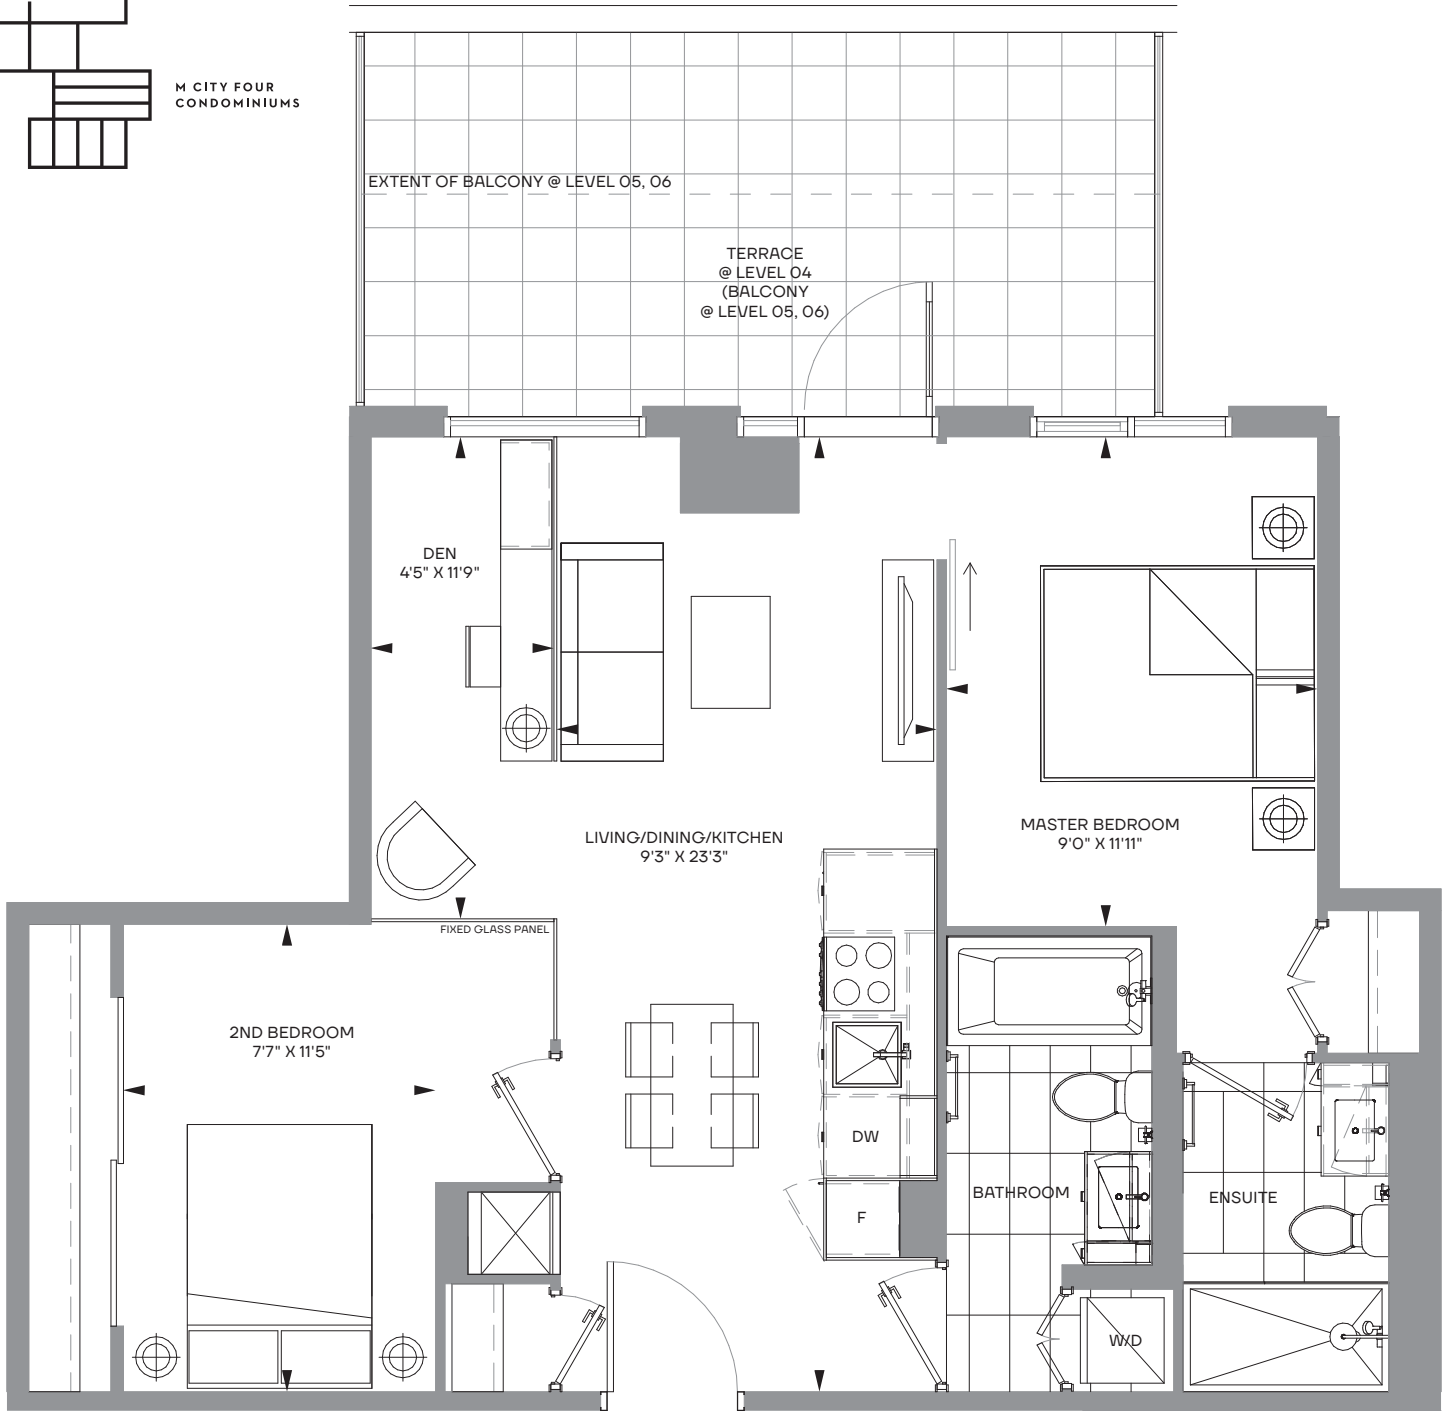 M CITY FOUR
CONDOMINIUMS
EXTENT OF BALCONY @ LEVEL 05, 06
TERRACE
@ LEVEL 04
(BALCONY
@ LEVEL 05, 06)
DEN
4'5" X 11'9"
LIVING/DINING/KITCHEN
9'3" X 23'3"
MASTER BEDROOM
9'0" X 11'11"
FIXED GLASS PANEL
2ND BEDROOM
7'7" X 11'5"
DW
F
BATHROOM
ENSUITE
W/D